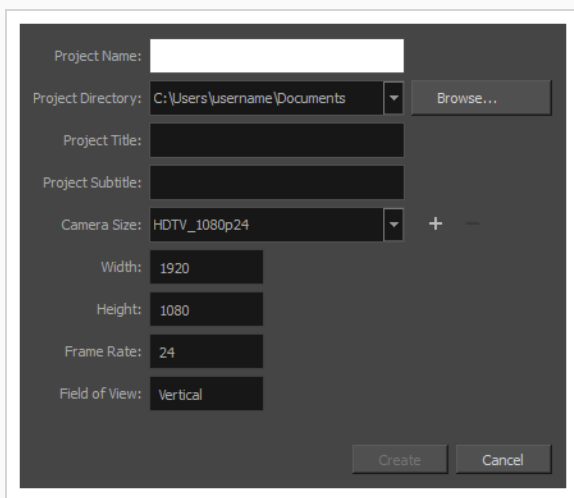 Project Name:
Project Directory: C:\Users\username\Documents Browse...
Project Title:
Project Subtitle:
Camera Size: HDTV_1080p24
Width: 1920
Height: 1080
Frame Rate: 24
Field of View: Vertical
Create Cancel